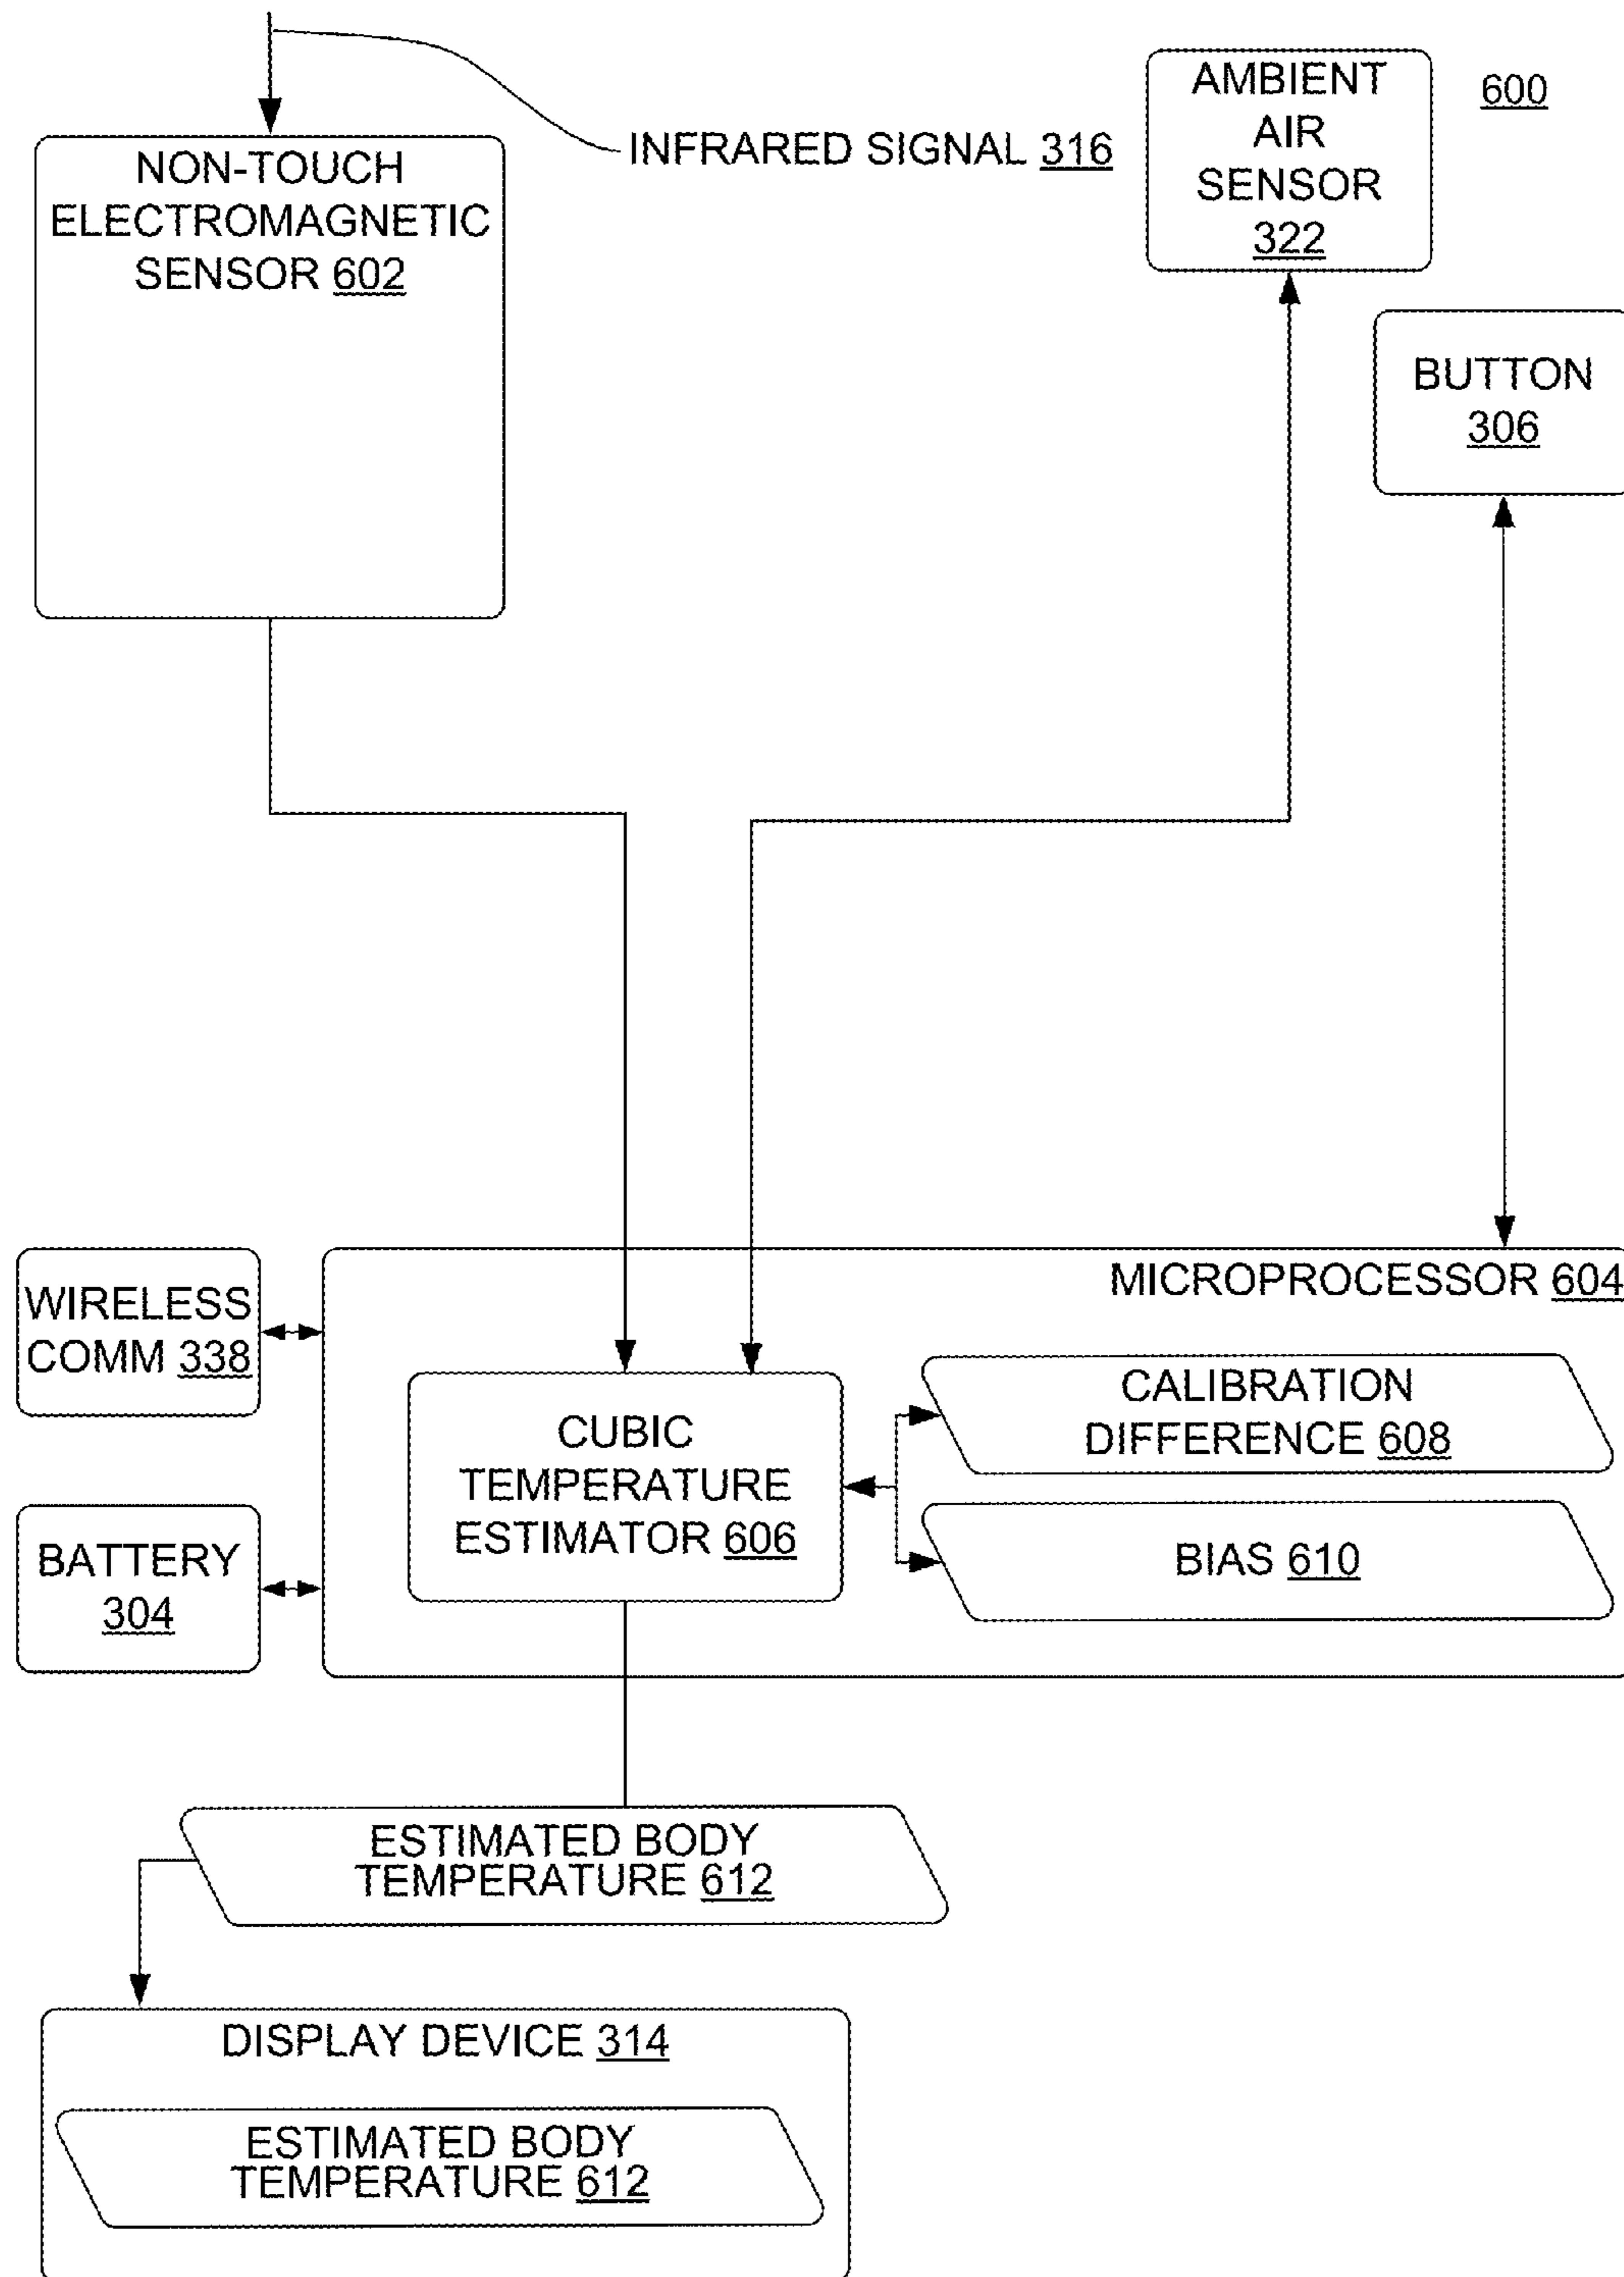 600
NON-TOUCH
ELECTROMAGNETIC
SENSOR 602
INFRARED SIGNAL 316
AMBIENT
AIR
SENSOR
322
BUTTON
306
WIRELESS
COMM 338
BATTERY
304
MICROPROCESSOR 604
CUBIC
TEMPERATURE
ESTIMATOR 606
CALIBRATION
DIFFERENCE 608
BIAS 610
ESTIMATED BODY
TEMPERATURE 612
DISPLAY DEVICE 314
ESTIMATED BODY
TEMPERATURE 612